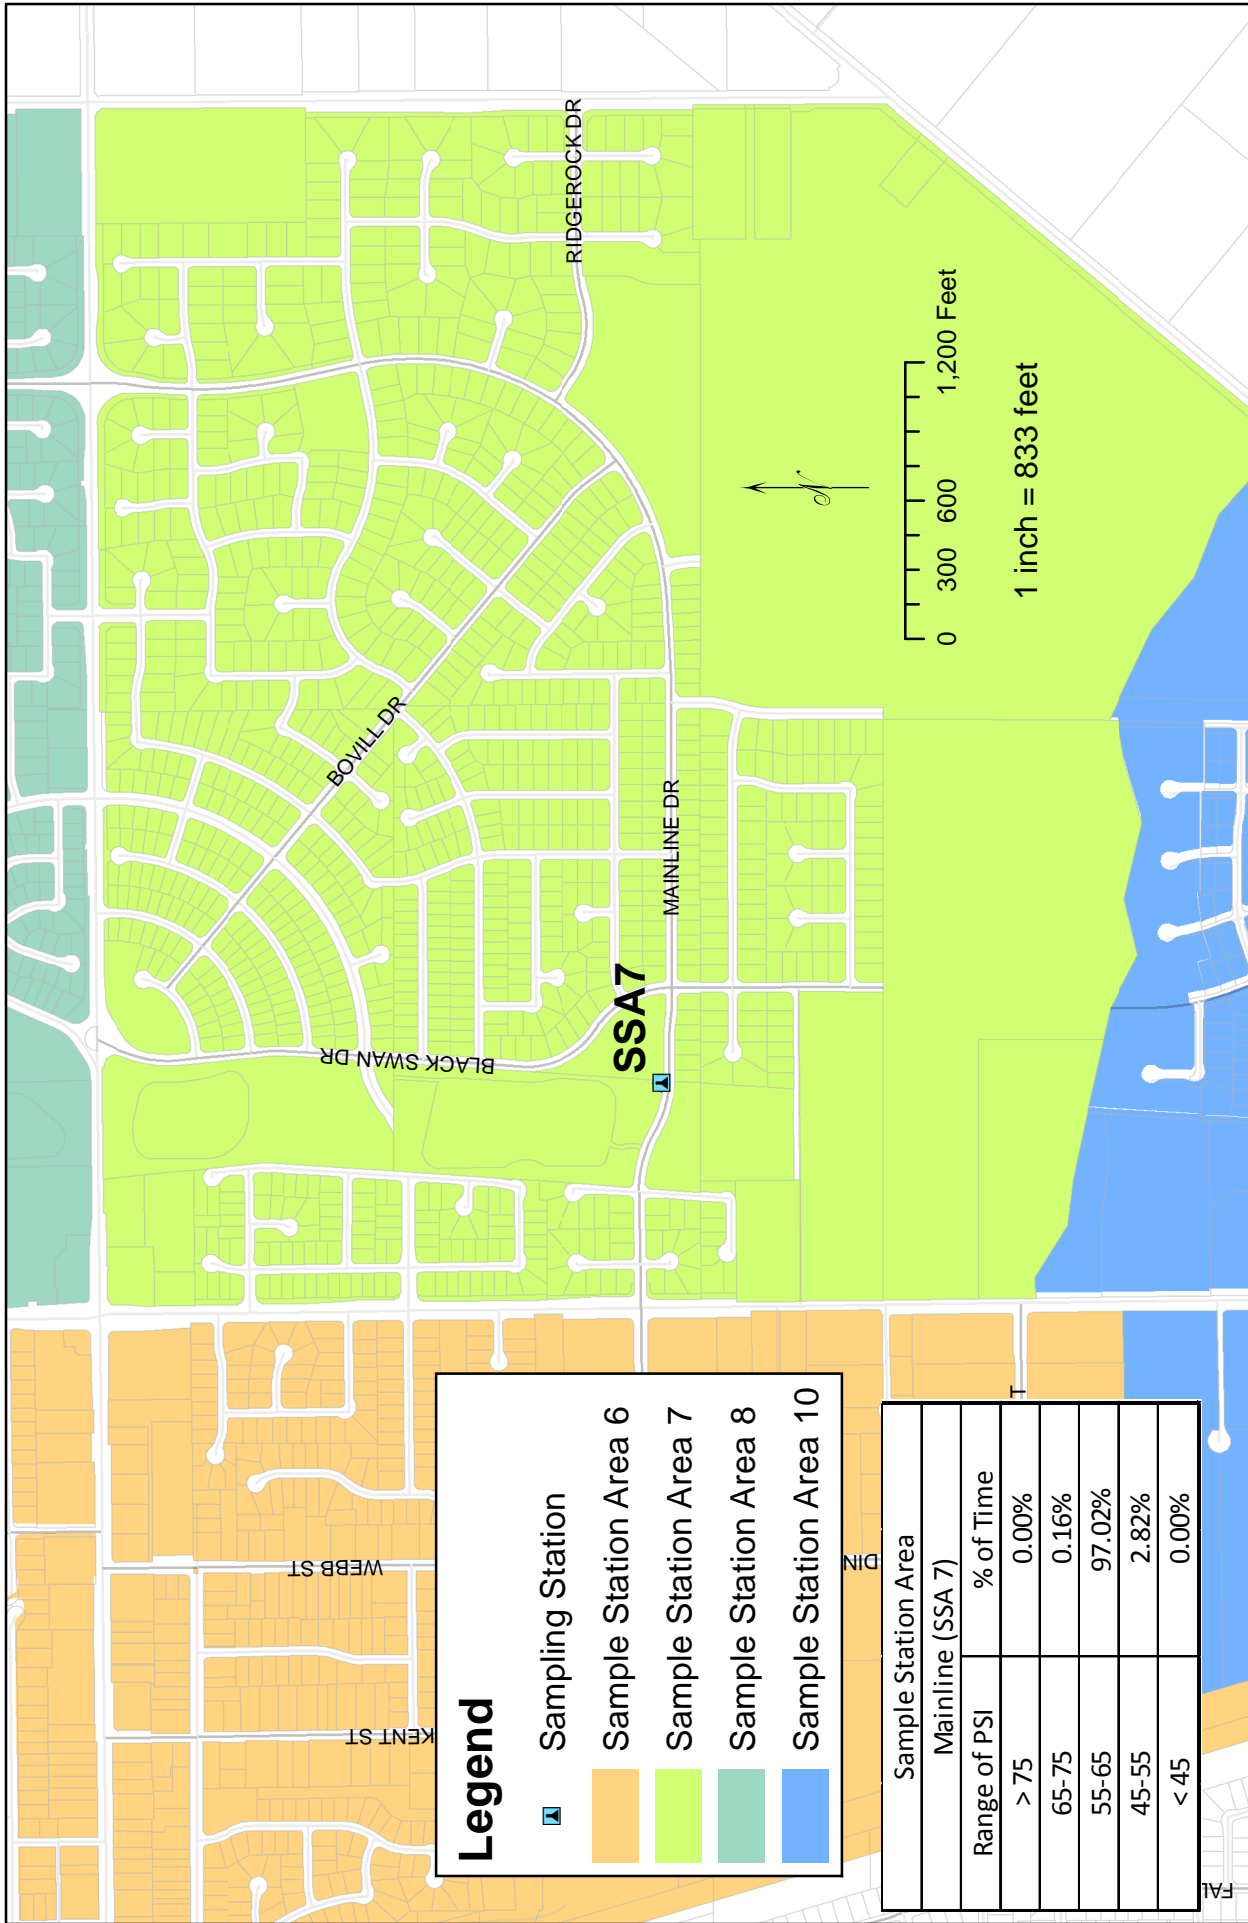 RIDGEROCK DR
BOVILL DR
MAINLINE DR
BLACK SWAN DR
SSA7
WEBB ST
KENT ST
DIN
T
FAL
N
0 300 600 1,200 Feet
1 inch = 833 feet
Legend
Sampling Station
Sample Station Area 6
Sample Station Area 7
Sample Station Area 8
Sample Station Area 10
Sample Station Area
Mainline (SSA 7)
Range of PSI % of Time
> 75 0.00%
65-75 0.16%
55-65 97.02%
45-55 2.82%
< 45 0.00%